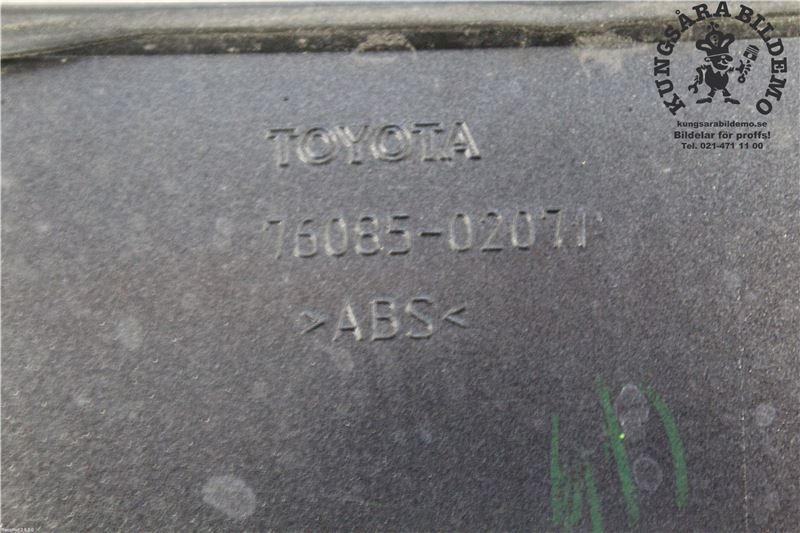 KUNGSÅRA BILDEMO
kungsarabildemo.se
Bildelar för proffs!
Tel. 021-471 11 00
TOYOTA
76085-02071
>ABS<